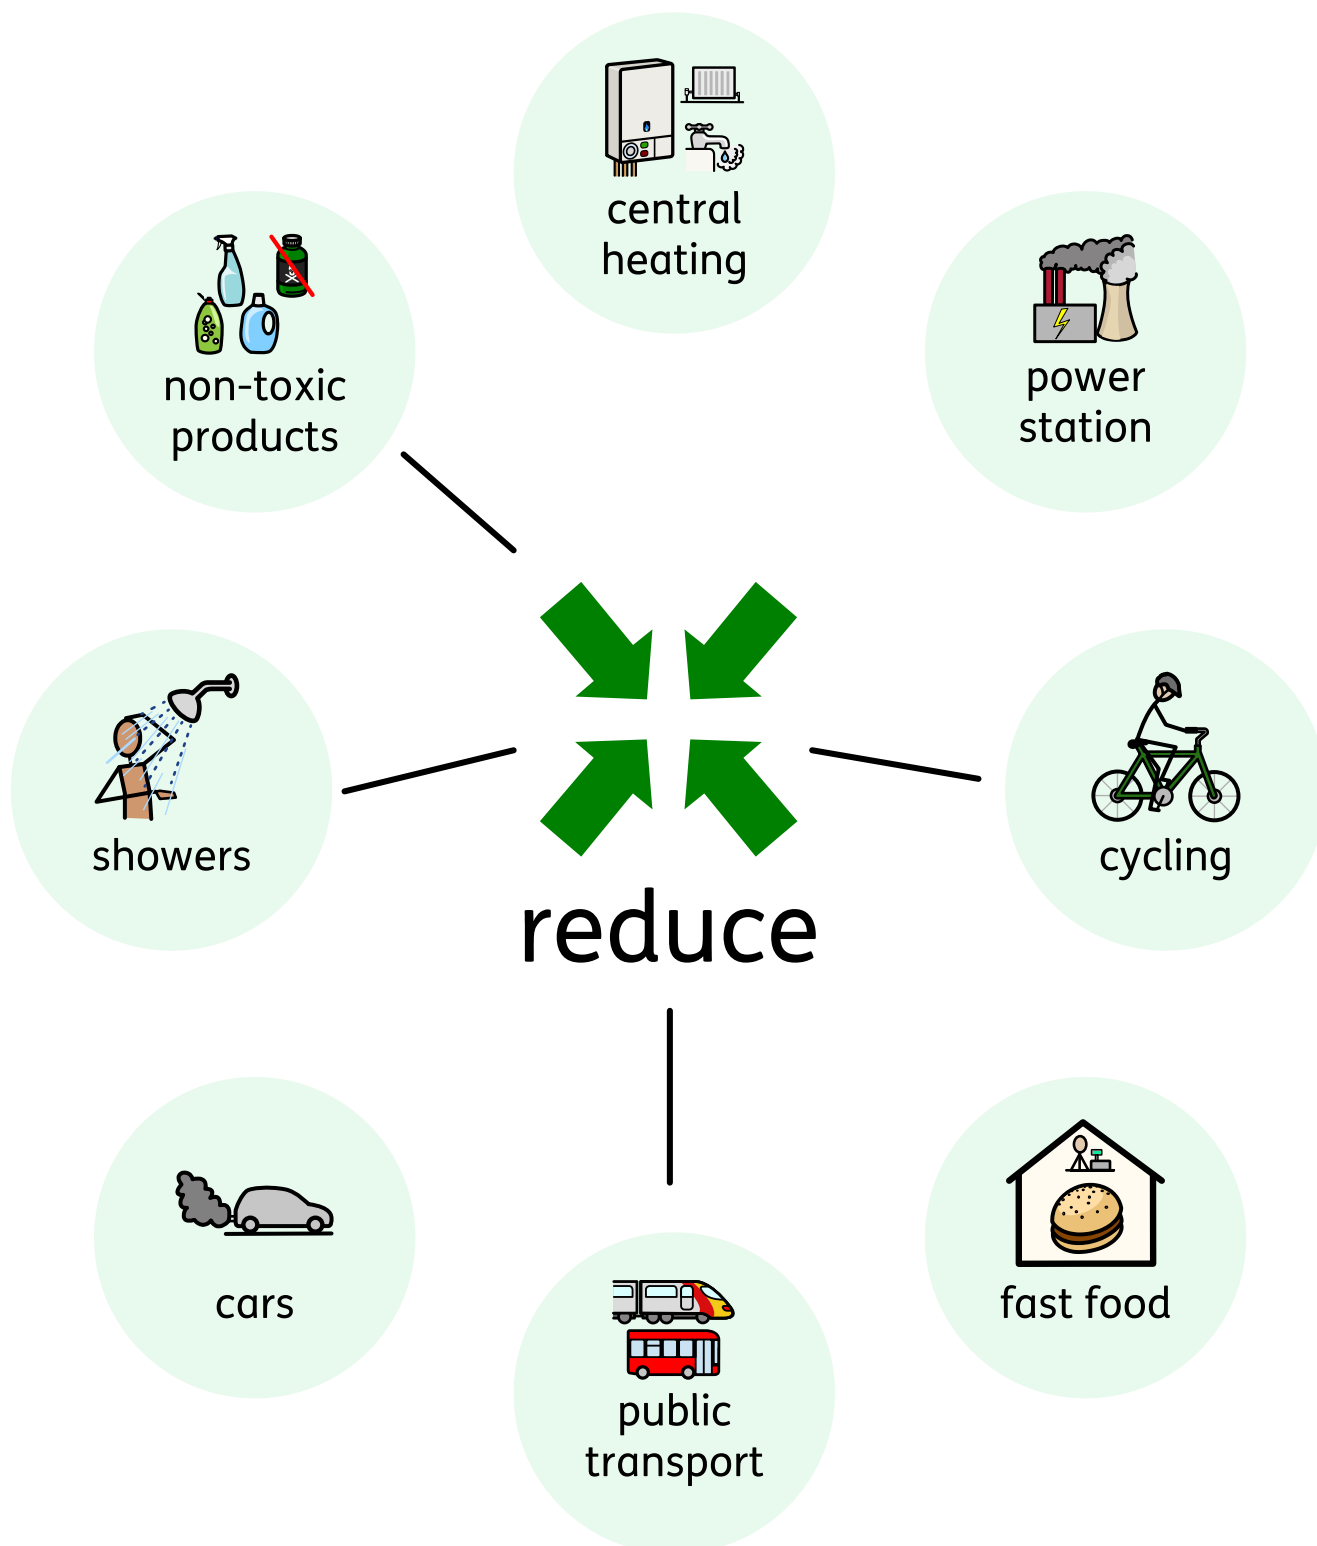 central
heating
non-toxic
products
power
station
showers
cycling
reduce
cars
fast food
public
transport